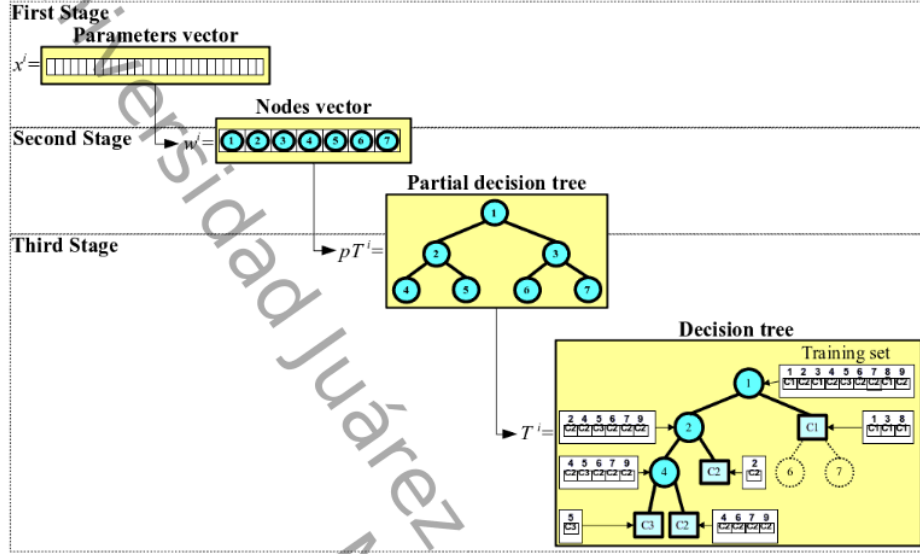 First Stage
Parameters vector
x^i=
Nodes vector
Second Stage
w^i=
1 2 3 4 5 6 7
Partial decision tree
1
Third Stage
pT^i=
2 3
4 5 6 7
Decision tree
Training set
1 2 3 4 5 6 7 8 9
C1 C2 C1 C2 C3 C2 C2 C1 C2
1
2 4 5 6 7 9
C2 C2 C3 C2 C2 C2
2
C1
1 3 8
C1 C1 C1
T^i=
4 5 6 7 9
C2 C3 C2 C2 C2
4
C2
2
C2
6 7
5
C3
C3
C2
4 6 7 9
C2 C2 C2 C2
versidad Juárez